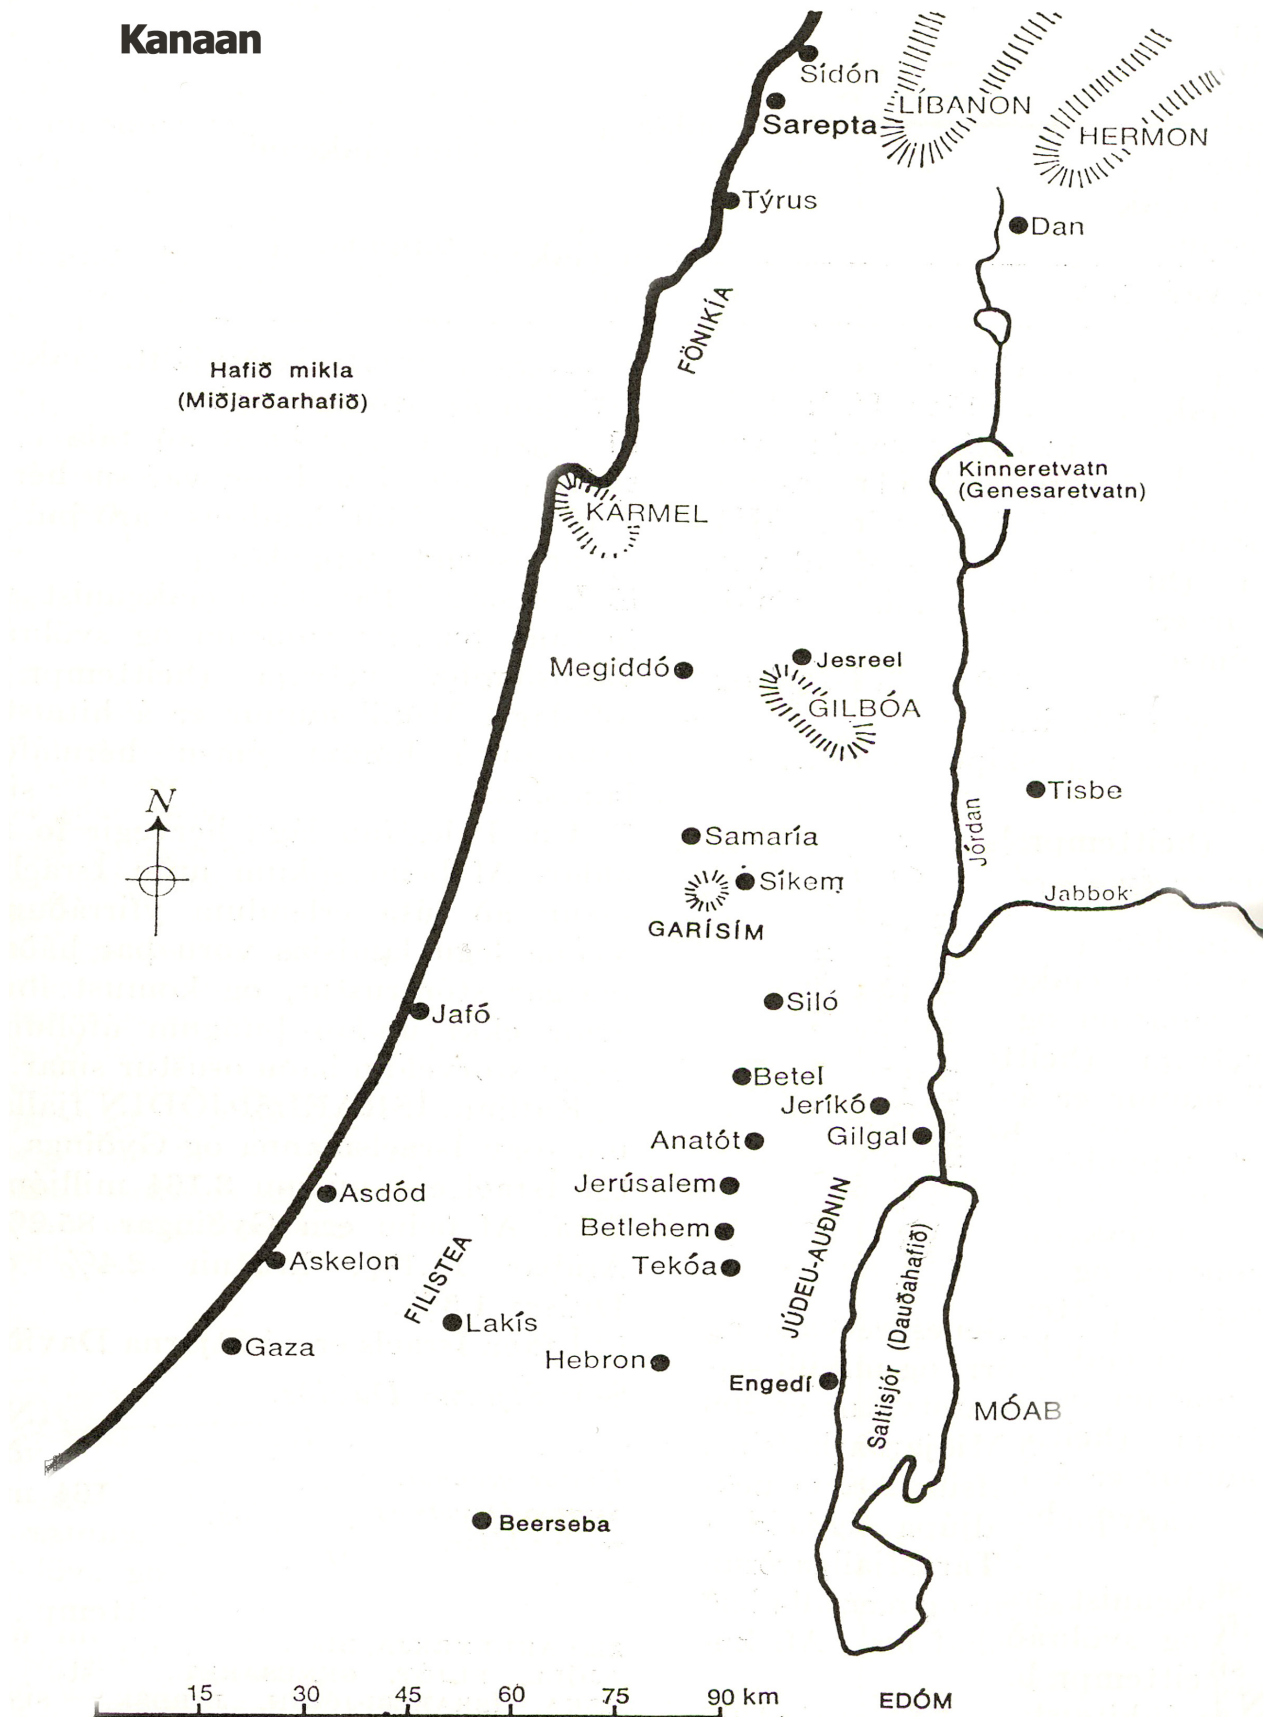 Kanaan
Sídón
LÍBANON
Sarepta
HERMON
Týrus
Dan
FÖNIKÍA
Hafið mikla
(Miðjarðarhafið)
Kinneretvatn
(Genesaretvatn)
KARMEL
Jesreel
Megiddó
GILBÓA
Tisbe
N
Jórdan
Samaría
Síkem
Jabbok
GARÍSÍM
Síló
Jafó
Betel
Jeríkó
Gilgal
Anatót
Jerúsalem
Asdód
JÚDEU-AUÐNIN
Betlehem
Askelon
Tekóa
FILISTEA
Saltisjór (Dauðahafið)
Lakís
Gaza
Hebron
Engedí
MÓAB
Beerseba
15 30 45 60 75 90 km
EDÓM